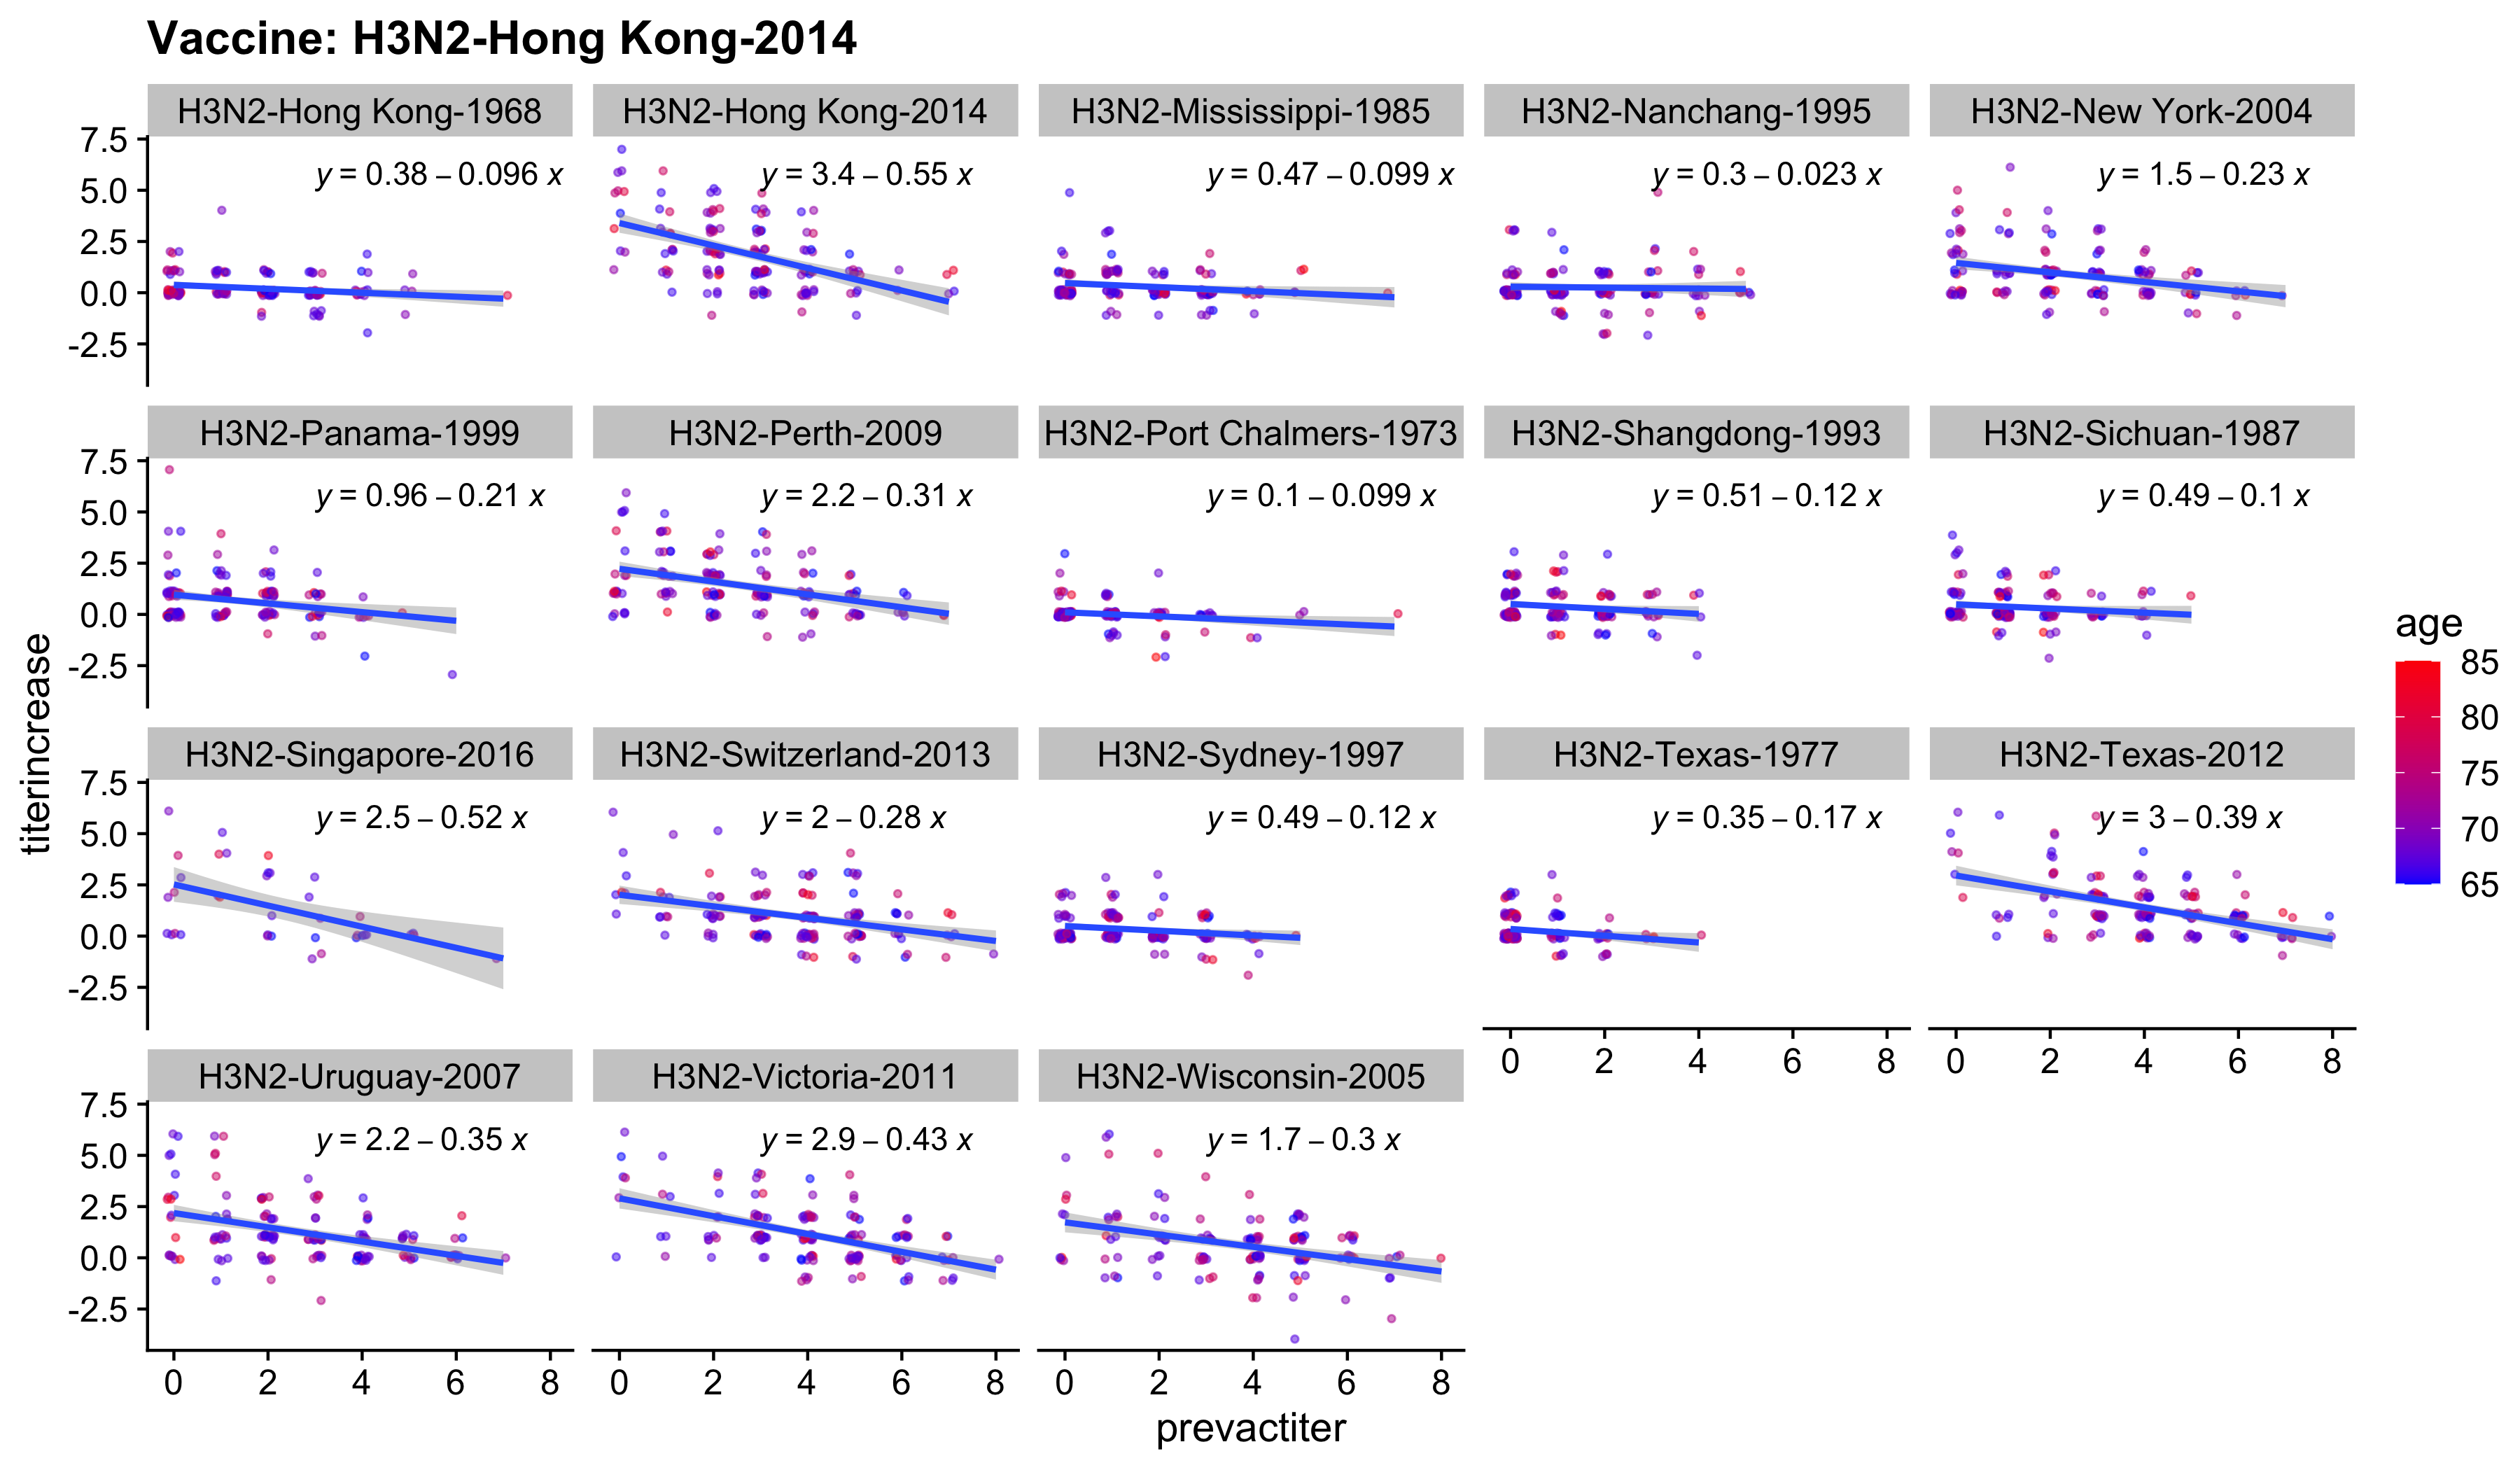 Vaccine: H3N2-Hong Kong-2014
H3N2-Hong Kong-1968 H3N2-Hong Kong-2014 H3N2-Mississippi-1985 H3N2-Nanchang-1995 H3N2-New York-2004
7.5
y = 0.38 – 0.096 x y = 3.4 – 0.55 x y = 0.47 – 0.099 x y = 0.3 – 0.023 x y = 1.5 – 0.23 x
5.0
2.5
0.0
-2.5
H3N2-Panama-1999 H3N2-Perth-2009 H3N2-Port Chalmers-1973 H3N2-Shangdong-1993 H3N2-Sichuan-1987
7.5
y = 0.96 – 0.21 x y = 2.2 – 0.31 x y = 0.1 – 0.099 x y = 0.51 – 0.12 x y = 0.49 – 0.1 x
5.0
2.5
0.0
-2.5
H3N2-Singapore-2016 H3N2-Switzerland-2013 H3N2-Sydney-1997 H3N2-Texas-1977 H3N2-Texas-2012
7.5
y = 2.5 – 0.52 x y = 2 – 0.28 x y = 0.49 – 0.12 x y = 0.35 – 0.17 x y = 3 – 0.39 x
5.0
2.5
0.0
-2.5
0 2 4 6 8 0 2 4 6 8
H3N2-Uruguay-2007 H3N2-Victoria-2011 H3N2-Wisconsin-2005
7.5
y = 2.2 – 0.35 x y = 2.9 – 0.43 x y = 1.7 – 0.3 x
5.0
2.5
0.0
-2.5
0 2 4 6 8 0 2 4 6 8 0 2 4 6 8
prevactiter
titerincrease
age
85
80
75
70
65